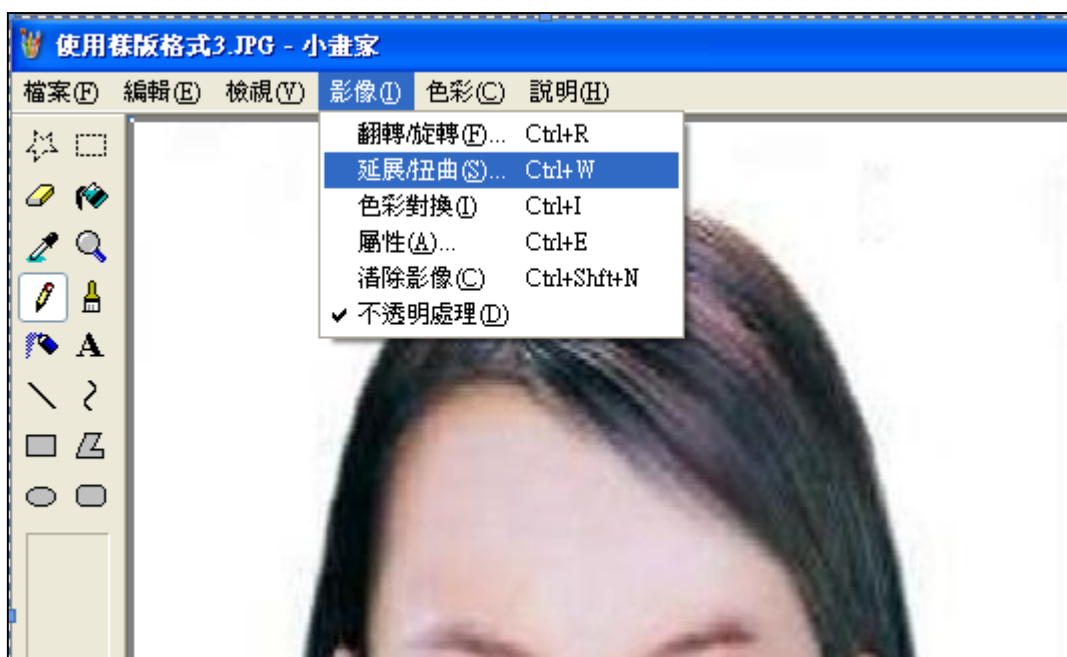 使用樣版格式3.JPG - 小畫家
檔案(F) 編輯(E) 檢視(V) 影像(I) 色彩(C) 說明(H)
翻轉/旋轉(F)... Ctrl+R
延展/扭曲(S)... Ctrl+W
色彩對換(I) Ctrl+I
屬性(A)... Ctrl+E
清除影像(C) Ctrl+Shft+N
不透明處理(D)
A